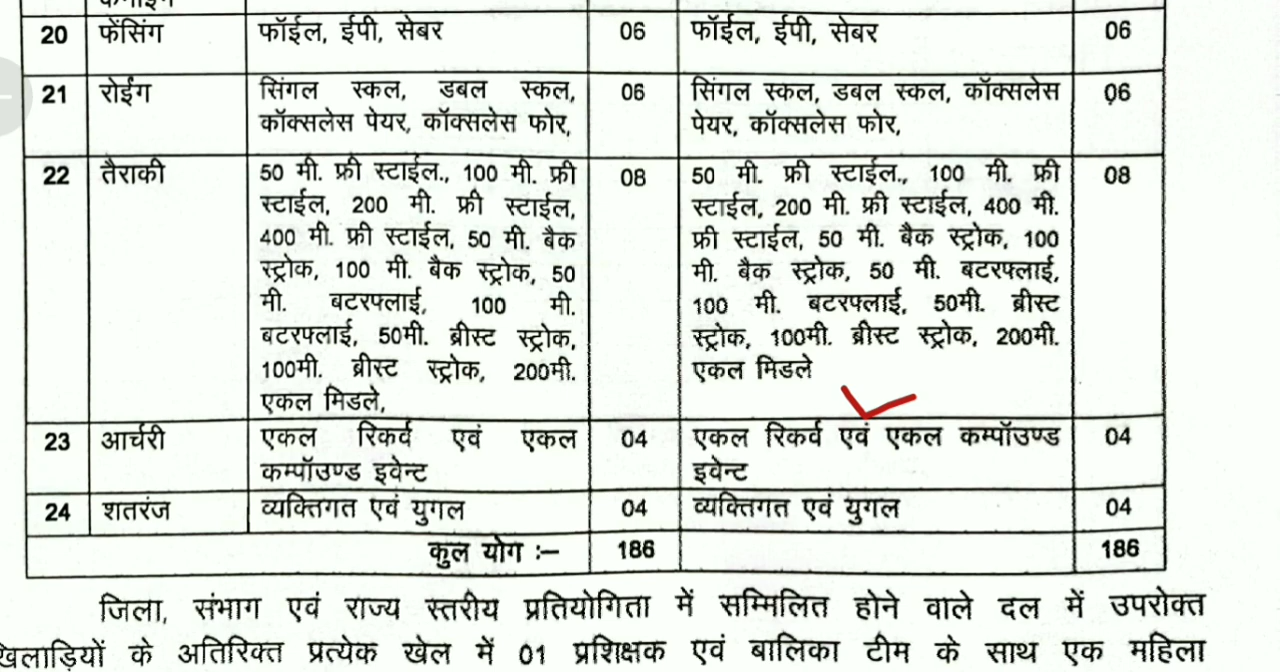 20 फेंसिंग फॉईल, ईपी, सेबर 06 फॉईल, ईपी, सेबर 06
21 रोईंग सिंगल स्कल, डबल स्कल, 06 सिंगल स्कल, डबल स्कल, कॉक्सलेस 06
कॉक्सलेस पेयर, कॉक्सलेस फोर, पेयर, कॉक्सलेस फोर,
22 तैराकी 50 मी. फ्री स्टाईल., 100 मी. फ्री 08 50 मी. फ्री स्टाईल., 100 मी. फ्री 08
स्टाईल, 200 मी. फ्री स्टाईल, स्टाईल, 200 मी. फ्री स्टाईल, 400 मी.
400 मी. फ्री स्टाईल, 50 मी. बैक फ्री स्टाईल, 50 मी. बैक स्ट्रोक, 100
स्ट्रोक, 100 मी. बैक स्ट्रोक, 50 मी. बैक स्ट्रोक, 50 मी. बटरफ्लाई,
मी. बटरफ्लाई, 100 मी. 100 मी. बटरफ्लाई, 50मी. ब्रीस्ट
बटरफ्लाई, 50मी. ब्रीस्ट स्ट्रोक, स्ट्रोक, 100मी. ब्रीस्ट स्ट्रोक, 200मी.
100मी. ब्रीस्ट स्ट्रोक, 200मी. एकल मिडले
एकल मिडले,
23 आर्चरी एकल रिकर्व एवं एकल 04 एकल रिकर्व एवं एकल कम्पॉउण्ड 04
कम्पॉउण्ड इवेन्ट इवेन्ट
24 शतरंज व्यक्तिगत एवं युगल 04 व्यक्तिगत एवं युगल 04
कुल योग :– 186 186
जिला, संभाग एवं राज्य स्तरीय प्रतियोगिता में सम्मिलित होने वाले दल में उपरोक्त
खिलाड़ियों के अतिरिक्त प्रत्येक खेल में 01 प्रशिक्षक एवं बालिका टीम के साथ एक महिला